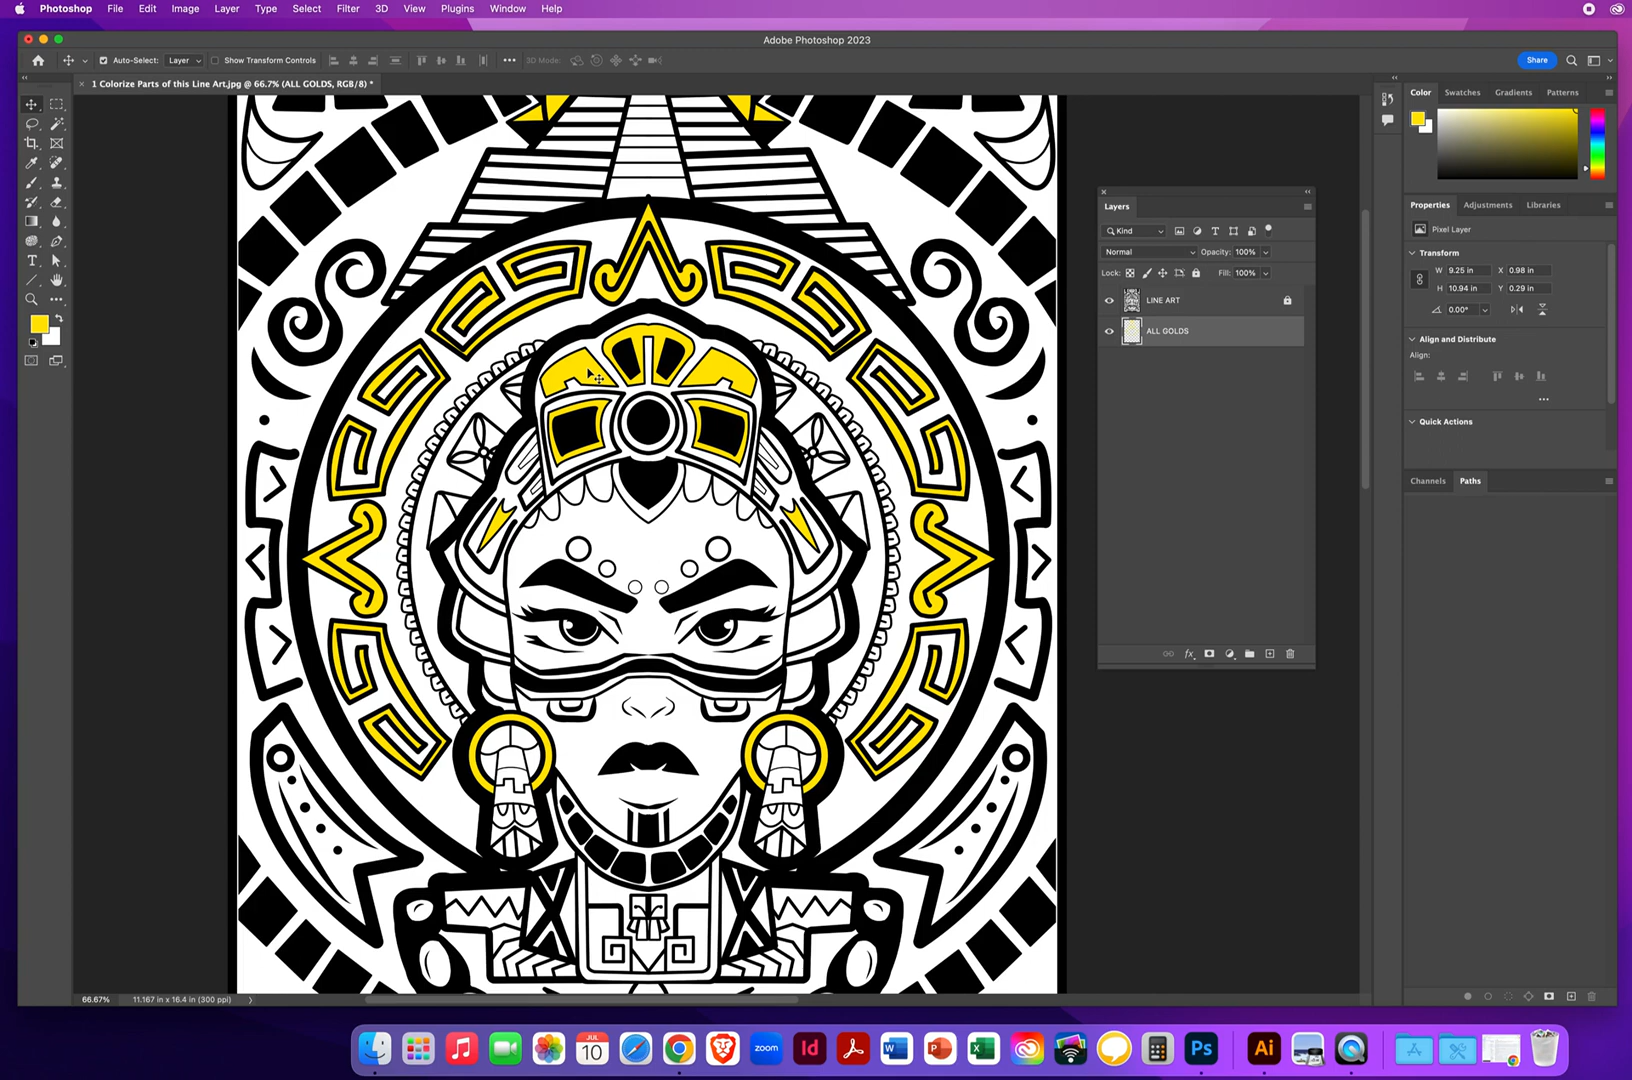 Photoshop File Edit Image Layer Type Select Filter 3D View Plugins Window Help
Adobe Photoshop 2023
Auto-Select: Layer Show Transform Controls 3D Mode: Share
1 Colorize Parts of this Line Art.jpg @ 66.7% (ALL GOLDS, RGB/8) *
Color Swatches Gradients Patterns
Layers
Kind
Normal Opacity: 100%
Lock: Fill: 100%
LINE ART
ALL GOLDS
Properties Adjustments Libraries
Pixel Layer
Transform
W 9.25 in X 0.98 in
H 10.94 in Y 0.29 in
0.00°
Align and Distribute
Align:
Quick Actions
Channels Paths
66.67% 11.167 in x 16.4 in (300 ppi)
JUL
10
zoom
Id
W
P
X
Ps
Ai